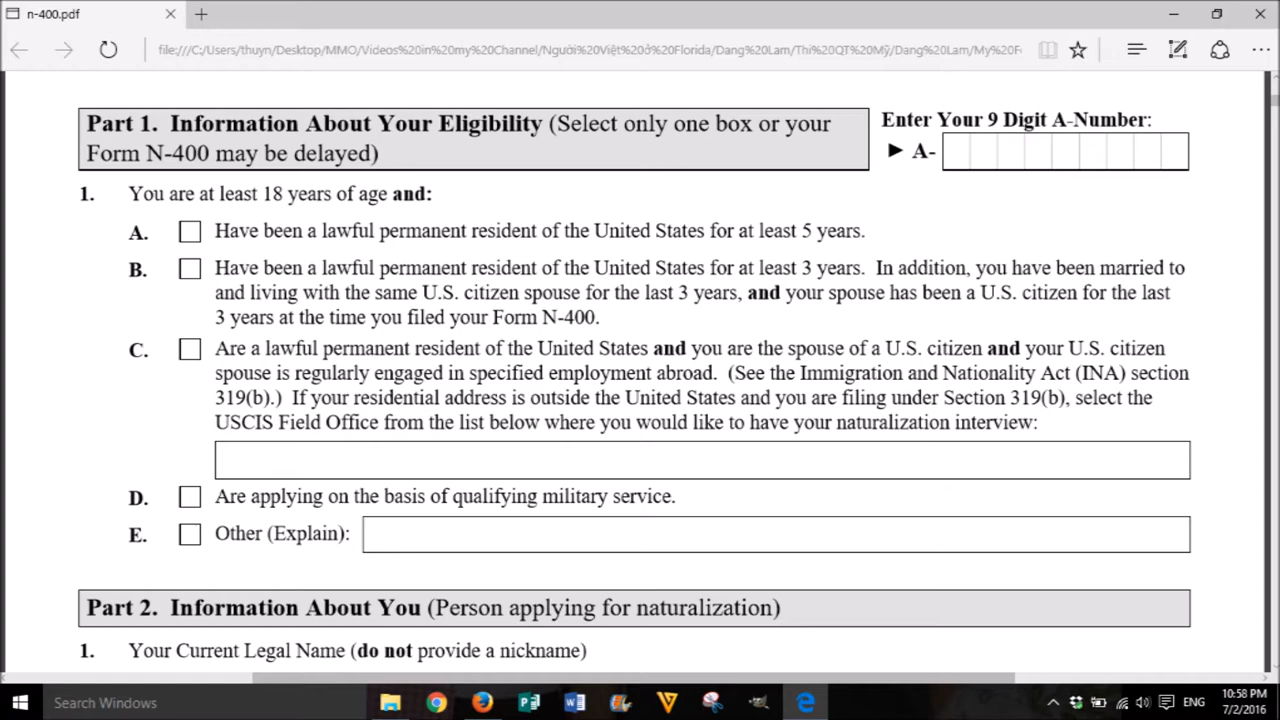 n-400.pdf
file:///C:/Users/thuyn/Desktop/MMO/Videos%20in%20my%20Channel/Người%20Việt%20ở%20Florida/Dang%20Lam/Thi%20QT%20Mỹ/Dang%20Lam/My%20F
Part 1. Information About Your Eligibility (Select only one box or your
Form N-400 may be delayed)
Enter Your 9 Digit A-Number:
► A-
1. You are at least 18 years of age and:
A. Have been a lawful permanent resident of the United States for at least 5 years.
B. Have been a lawful permanent resident of the United States for at least 3 years. In addition, you have been married to
and living with the same U.S. citizen spouse for the last 3 years, and your spouse has been a U.S. citizen for the last
3 years at the time you filed your Form N-400.
C. Are a lawful permanent resident of the United States and you are the spouse of a U.S. citizen and your U.S. citizen
spouse is regularly engaged in specified employment abroad. (See the Immigration and Nationality Act (INA) section
319(b).) If your residential address is outside the United States and you are filing under Section 319(b), select the
USCIS Field Office from the list below where you would like to have your naturalization interview:
D. Are applying on the basis of qualifying military service.
E. Other (Explain):
Part 2. Information About You (Person applying for naturalization)
1. Your Current Legal Name (do not provide a nickname)
Search Windows
ENG
10:58 PM
7/2/2016